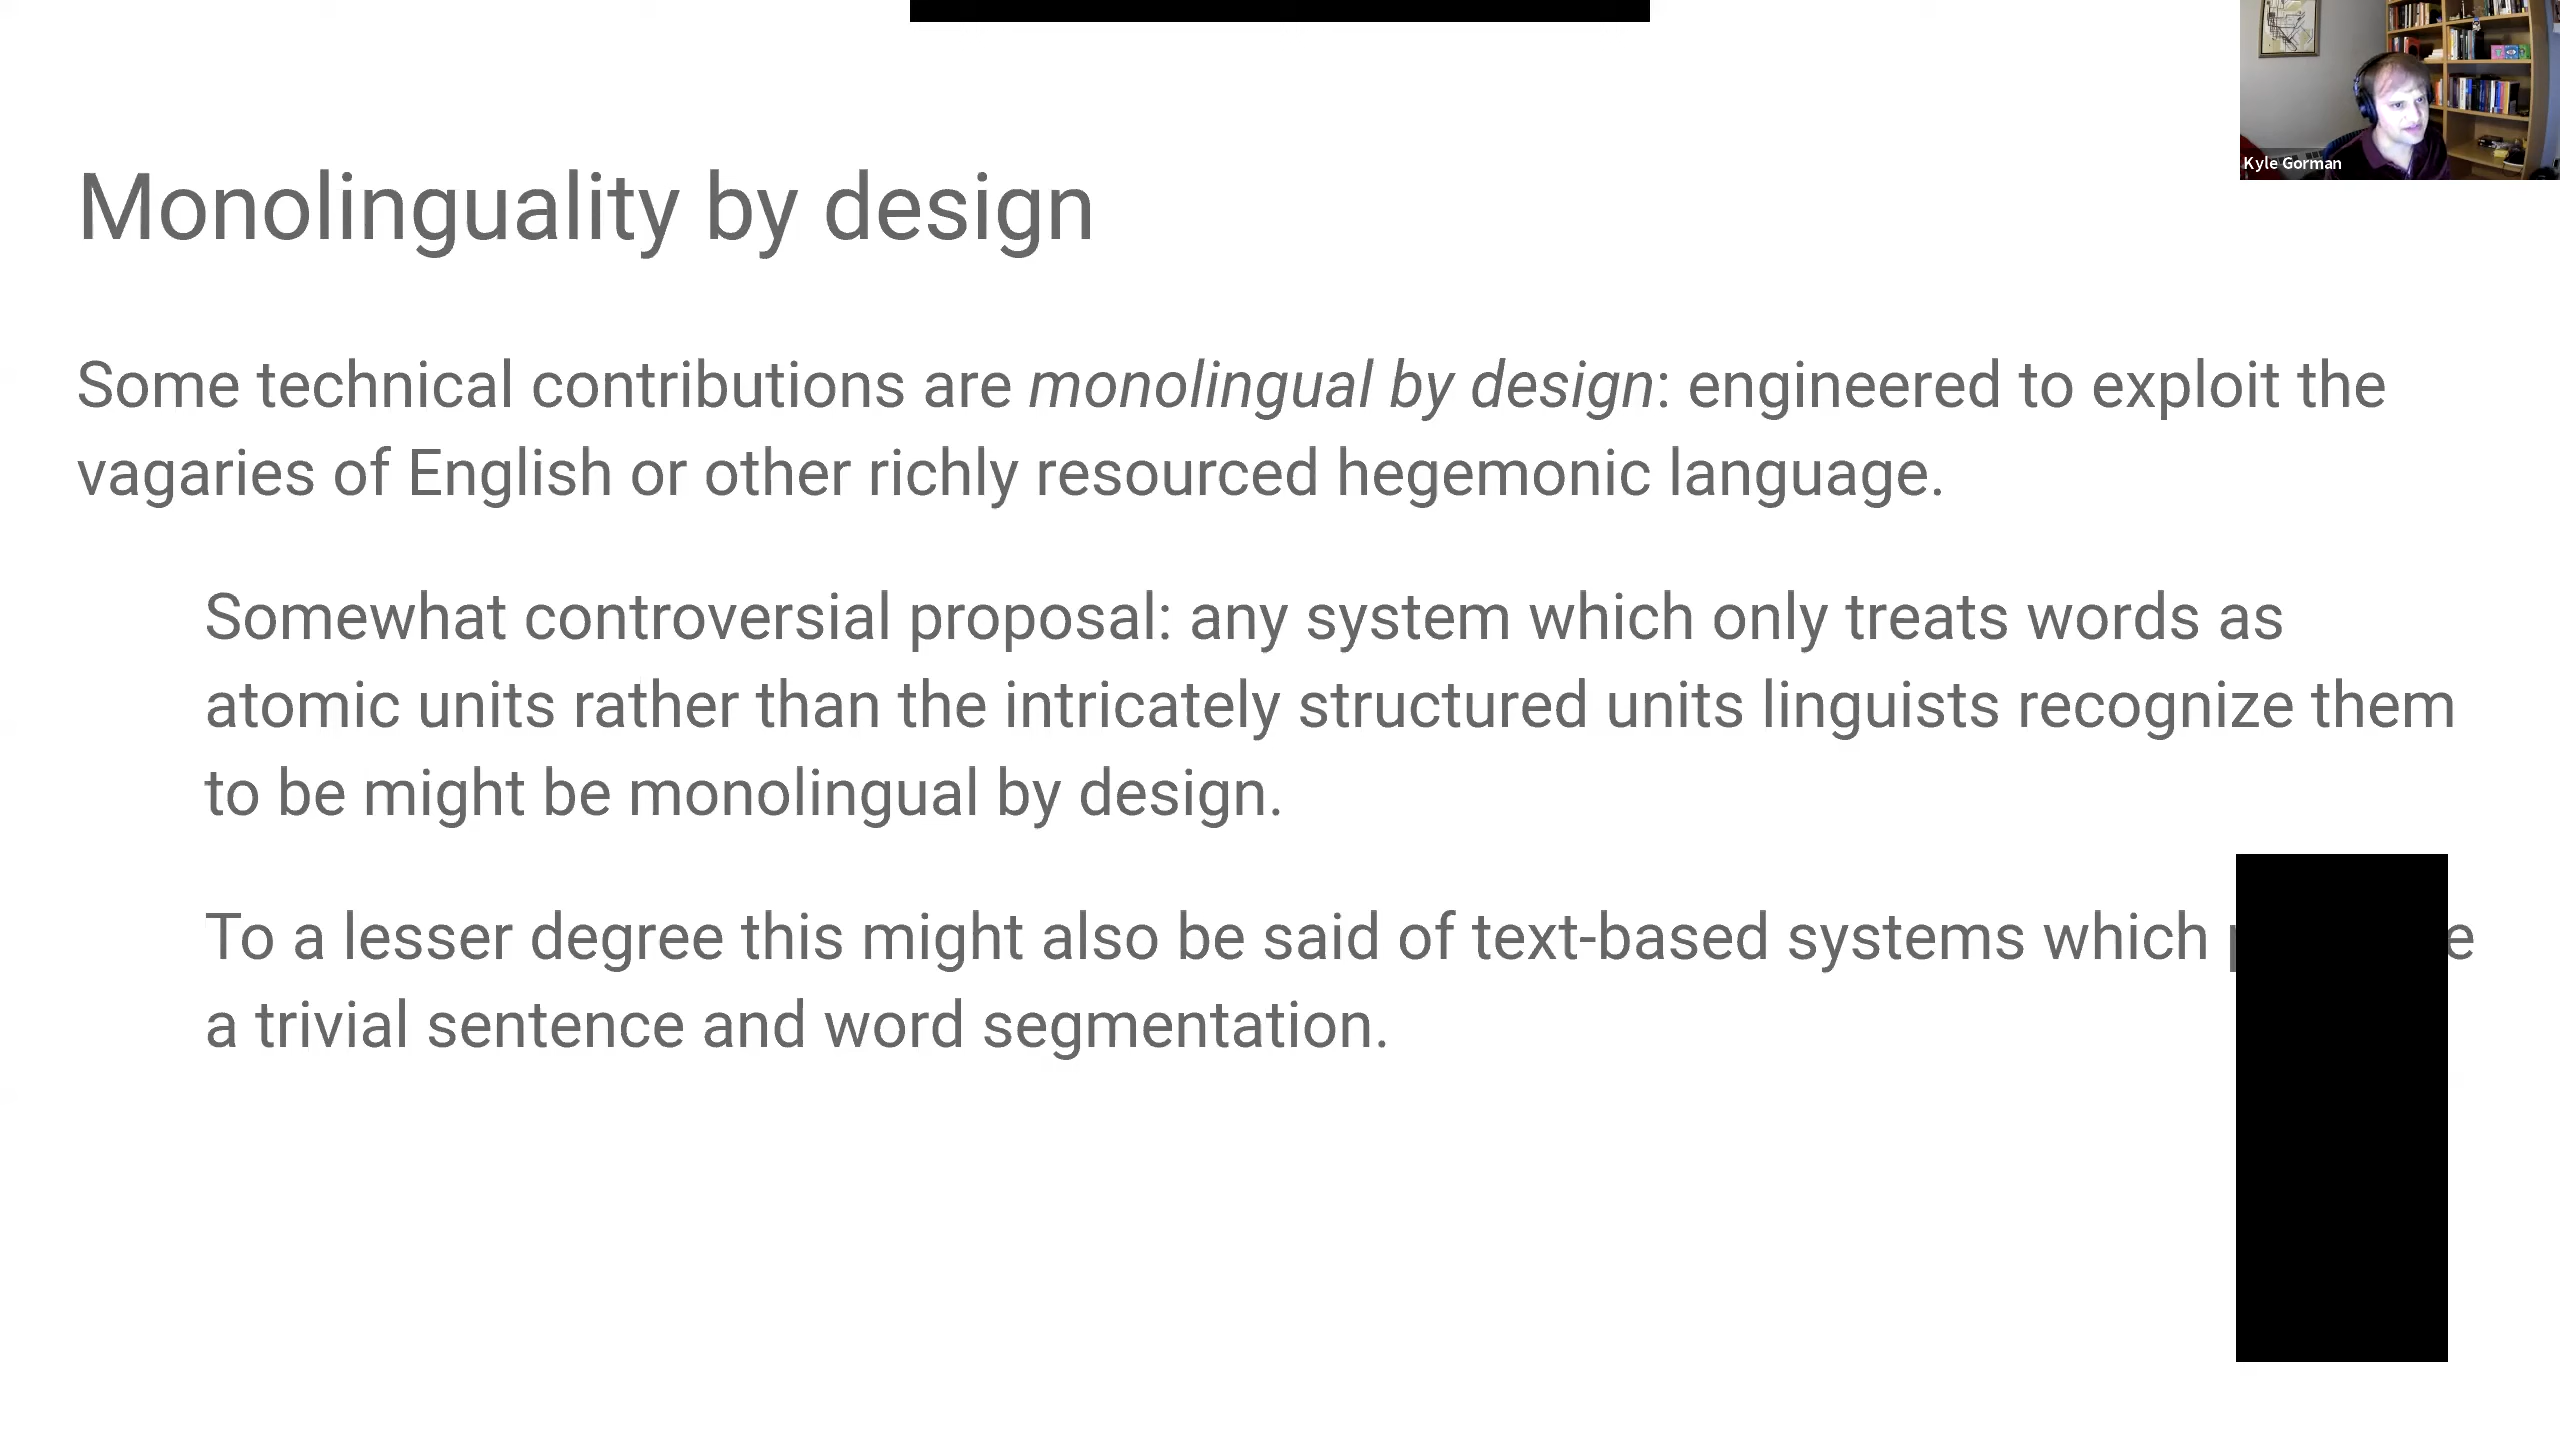 Kyle Gorman
Monolinguality by design
Some technical contributions are monolingual by design: engineered to exploit the
vagaries of English or other richly resourced hegemonic language.
Somewhat controversial proposal: any system which only treats words as
atomic units rather than the intricately structured units linguists recognize them
to be might be monolingual by design.
To a lesser degree this might also be said of text-based systems which
a trivial sentence and word segmentation.